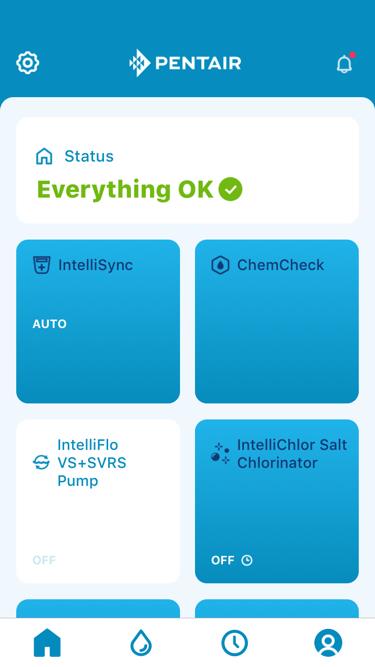 PENTAIR
Status
Everything OK
IntelliSync
AUTO
ChemCheck
IntelliFlo
VS+SVRS
Pump
OFF
IntelliChlor Salt
Chlorinator
OFF